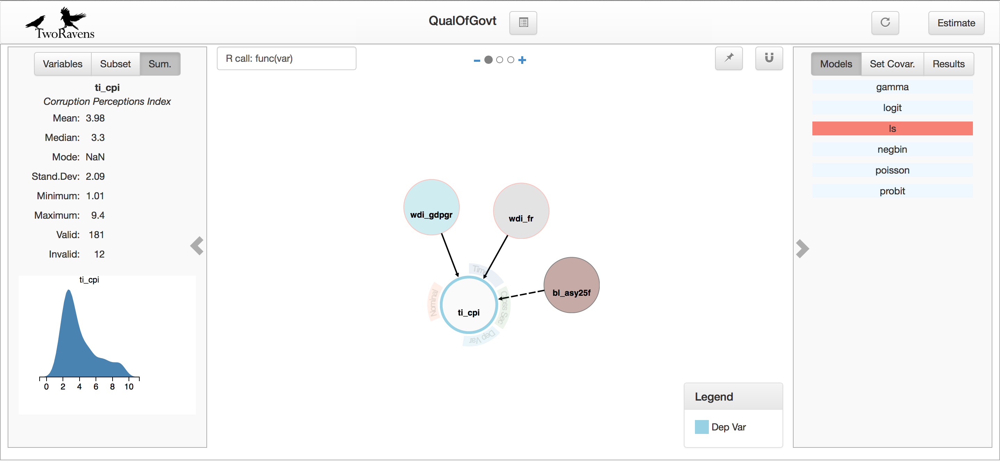 TwoRavens
QualOfGovt
Estimate
Variables
Subset
Sum.
ti_cpi
Corruption Perceptions Index
Mean: 3.98
Median: 3.3
Mode: NaN
Stand.Dev: 2.09
Minimum: 1.01
Maximum: 9.4
Valid: 181
Invalid: 12
ti_cpi
0 2 4 6 8 10
R call: func(var)
wdi_gdpgr
wdi_fr
bl_asy25f
Time
Nominal
Cross Sec
Dep Var
ti_cpi
Legend
Dep Var
Models
Set Covar.
Results
gamma
logit
ls
negbin
poisson
probit